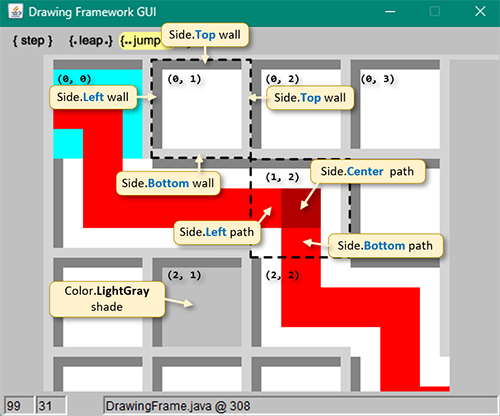 Drawing Framework GUI
{ step }
{.leap.}
{.. jump
Side.Top wall
(0, 0)
(0, 1)
(0, 2)
(0, 3)
Side.Left wall
Side.Top wall
(1, 2)
Side.Center path
Side.Bottom wall
Side.Left path
Side.Bottom path
(2, 1)
(2, 2)
Color.LightGray
shade
99
31
DrawingFrame.java @ 308